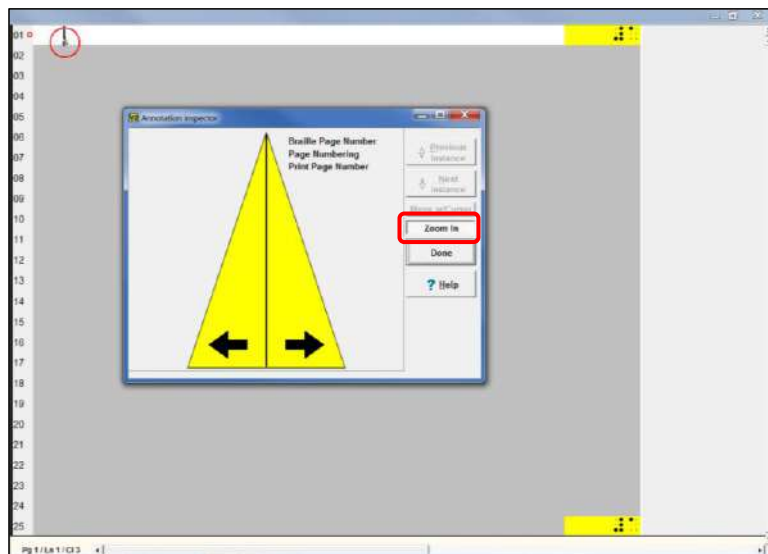 01
02
03
04
05
06
07
08
09
10
11
12
13
14
15
16
17
18
19
20
21
22
23
24
25
Annotation Inspector
Braille Page Number
Page Numbering
Print Page Number
Previous
Instance
Next
Instance
Move w/Cursor
Zoom In
Done
? Help
Pg 1 / Ln 1 / Cl 3